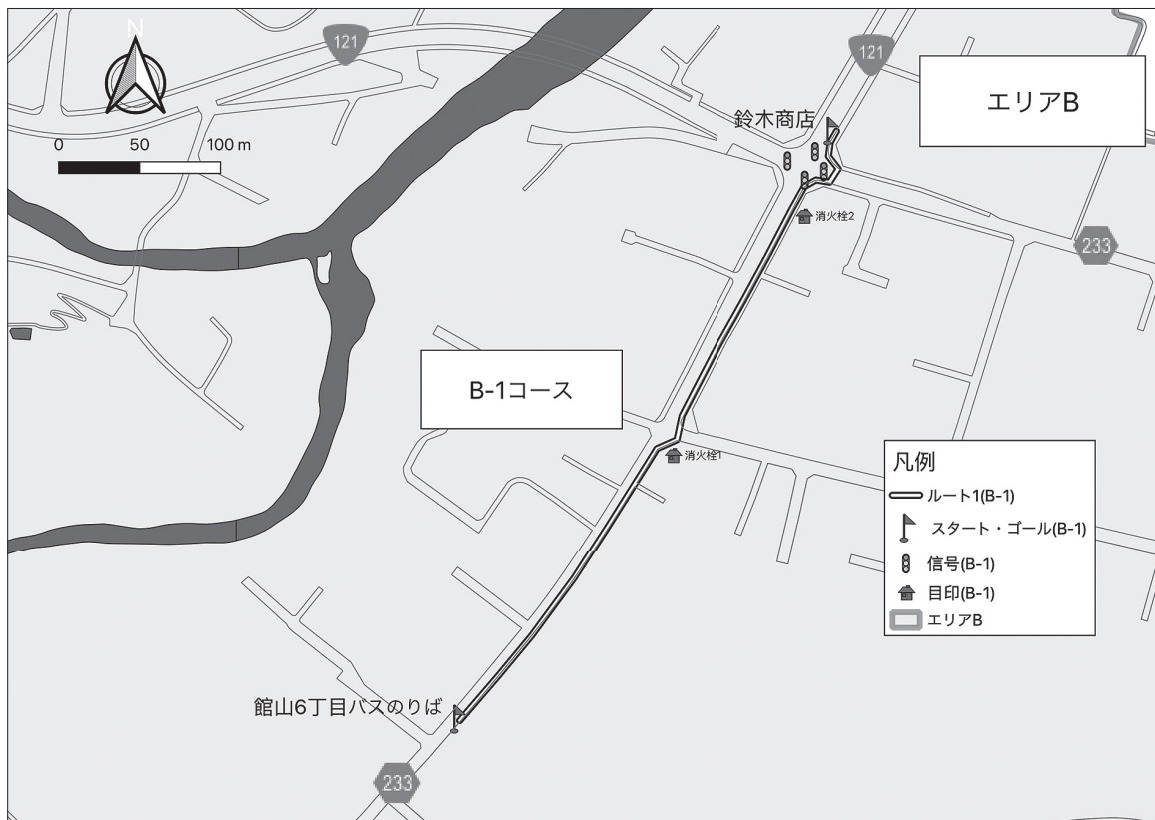 N
121
121
0 50 100 m
エリアB
鈴木商店
消火栓2
233
B-1コース
消火栓1
凡例
ルート1(B-1)
スタート・ゴール(B-1)
信号(B-1)
目印(B-1)
エリアB
館山6丁目バスのりば
233